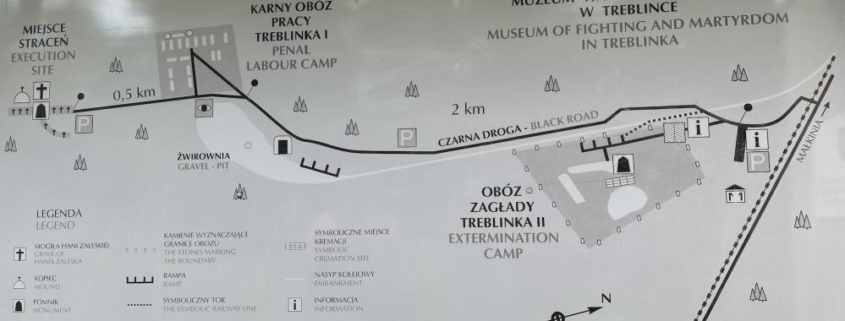 W TREBLINCE
MUSEUM OF FIGHTING AND MARTYRDOM
IN TREBLINKA
MIEJSCE
STRACEŃ
EXECUTION
SITE
KARNY OBÓZ
PRACY
TREBLINKA I
PENAL
LABOUR CAMP
0,5 km
2 km
P
P
CZARNA DROGA - BLACK ROAD
i
i
P
MAŁKINIA
ŻWIROWNIA
GRAVEL - PIT
OBÓZ
ZAGŁADY
TREBLINKA II
EXTERMINATION
CAMP
N
LEGENDA
LEGEND
MOGIŁA HANI ZALESKIEJ
GRAVE OF
HANIA ZALESKA
KOPIEC
MOUND
POMNIK
MONUMENT
KAMIENIE WYZNACZAJĄCE
GRANICE OBOZU
THE STONES MARKING
THE BOUNDARY
RAMPA
RAMP
SYMBOLICZNY TOR
THE SYMBOLIC RAILWAY LINE
SYMBOLICZNE MIEJSCE
KREMACJI
SYMBOLIC
CREMATION SITE
NASYP KOLEJOWY
EMBANKMENT
i
INFORMACJA
INFORMATION